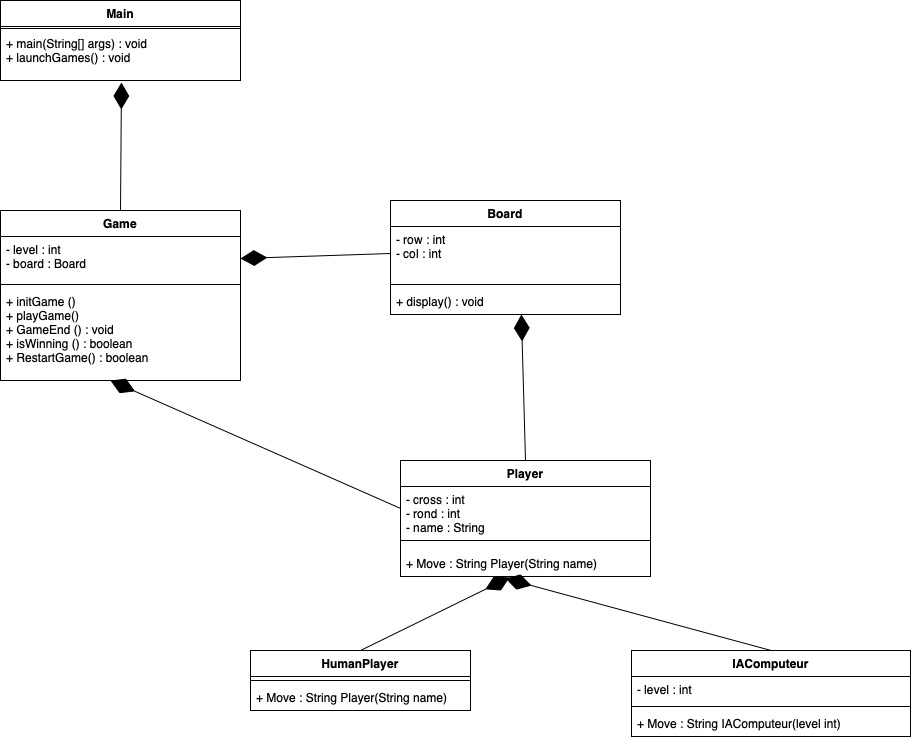 Main
+ main(String[] args) : void
+ launchGames() : void
Game
- level : int
- board : Board
+ initGame ()
+ playGame()
+ GameEnd () : void
+ isWinning () : boolean
+ RestartGame() : boolean
Board
- row : int
- col : int
+ display() : void
Player
- cross : int
- rond : int
- name : String
+ Move : String Player(String name)
HumanPlayer
+ Move : String Player(String name)
IAComputeur
- level : int
+ Move : String IAComputeur(level int)